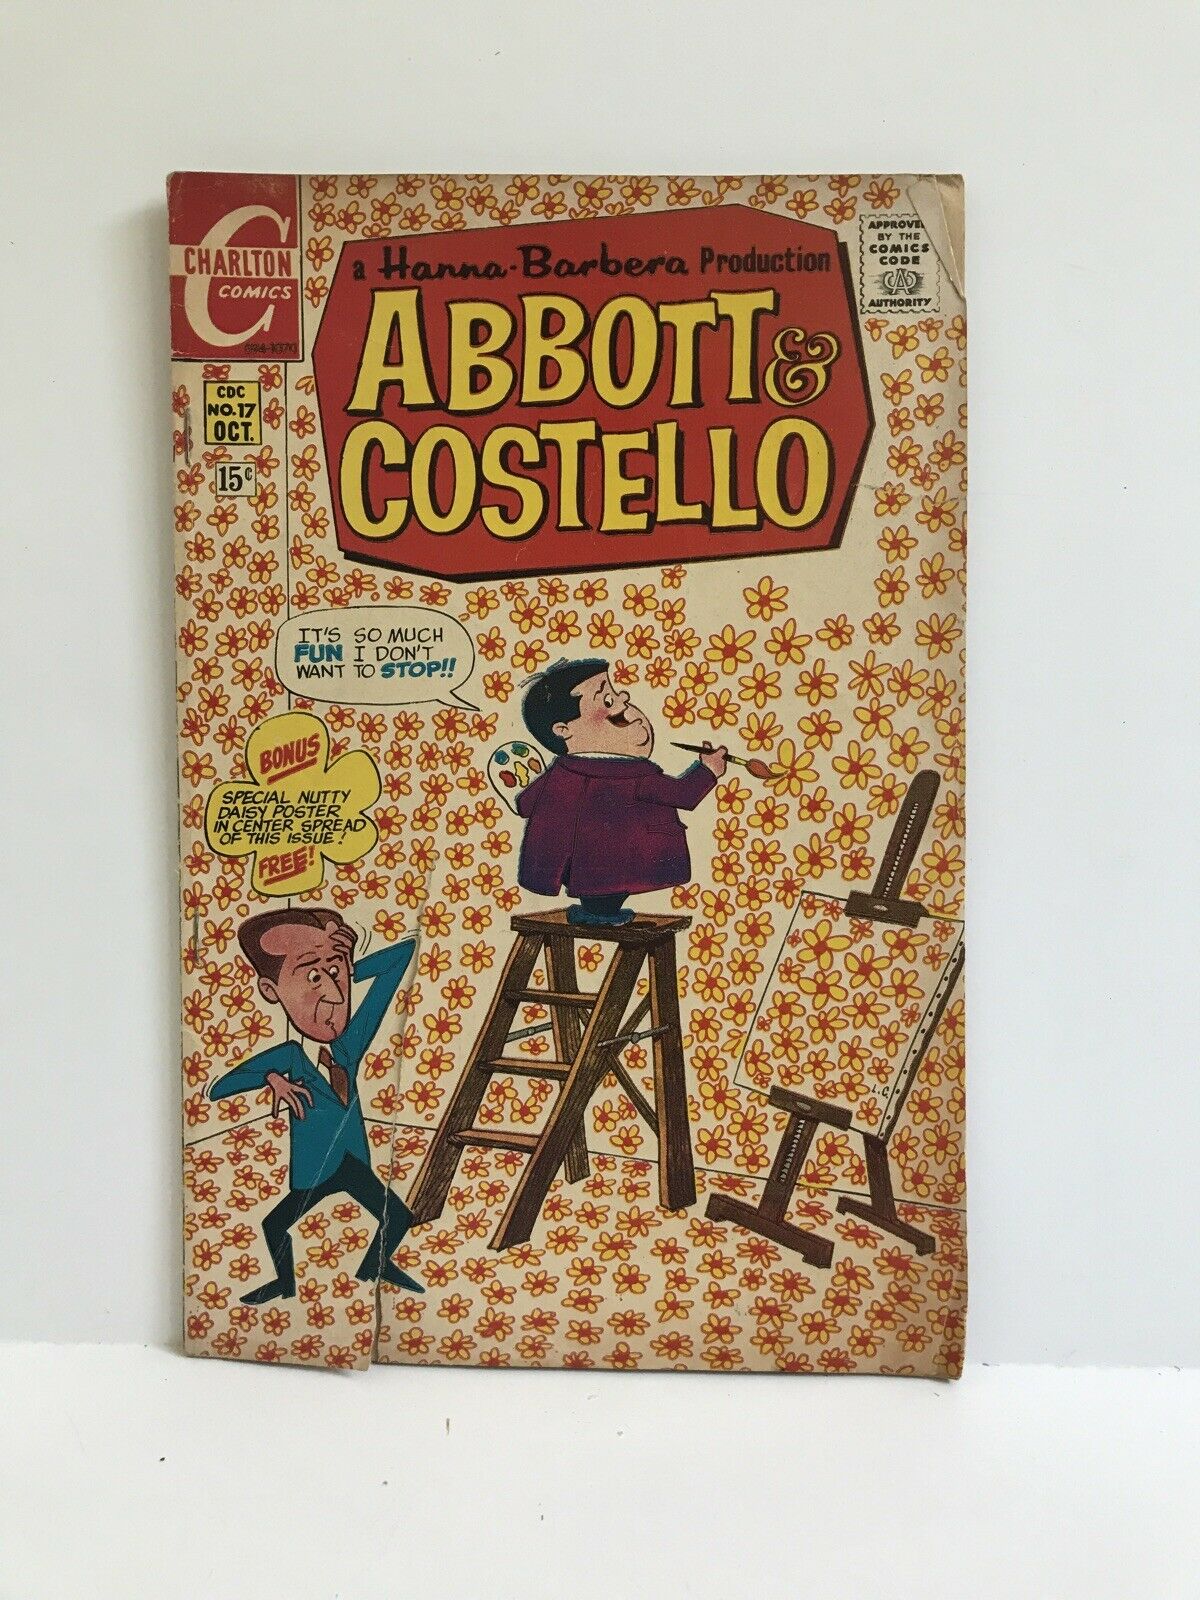 CHARLTON
COMICS
CDC
NO.17
OCT.
15¢
a Hanna-Barbera Production
ABBOTT &
COSTELLO
APPROVED
BY THE
COMICS
CODE
CA
AUTHORITY
IT'S SO MUCH
FUN I DON'T
WANT TO STOP!!
BONUS
SPECIAL NUTTY
DAISY POSTER
IN CENTER SPREAD
OF THIS ISSUE!
FREE!
L.C.